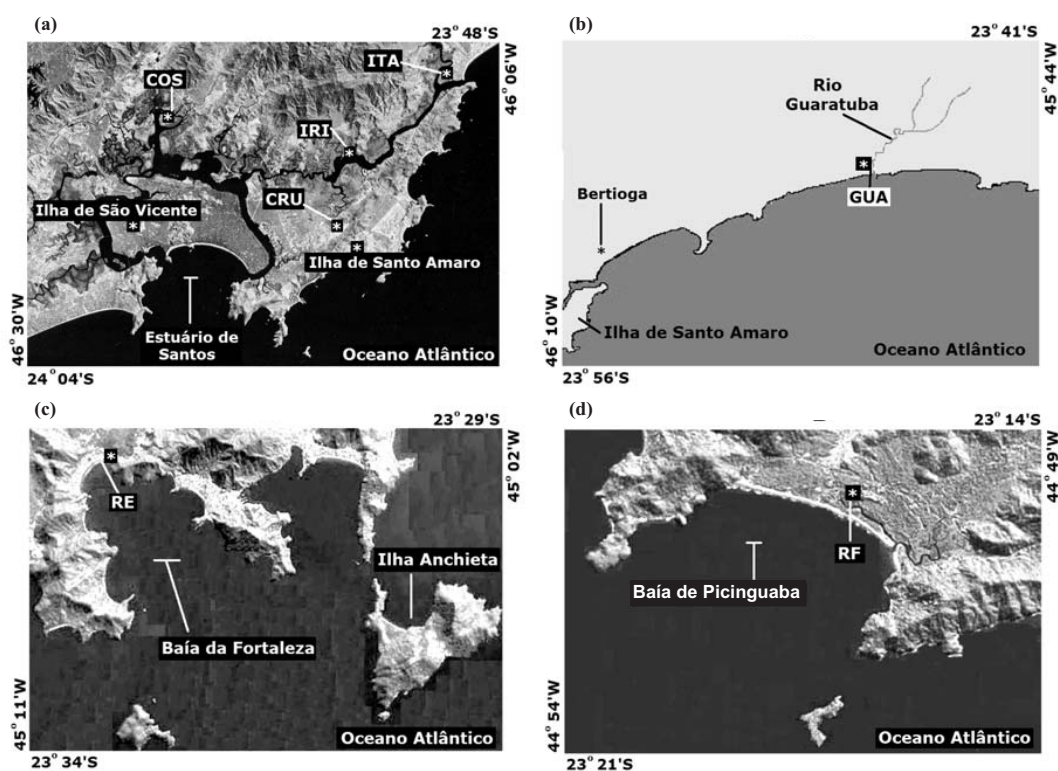 (a)
23° 48'S
46° 06'W
ITA
COS
IRI
CRU
Ilha de São Vicente
Ilha de Santo Amaro
Estuário de
Santos
Oceano Atlântico
46° 30'W
24° 04'S
(b)
23° 41'S
45° 44'W
Rio
Guaratuba
GUA
Bertioga
Ilha de Santo Amaro
Oceano Atlântico
46° 10'W
23° 56'S
(c)
23° 29'S
45° 02'W
RE
Ilha Anchieta
Baía da Fortaleza
Oceano Atlântico
45° 11'W
23° 34'S
(d)
23° 14'S
44° 49'W
RF
Baía de Picinguaba
Oceano Atlântico
44° 54'W
23° 21'S